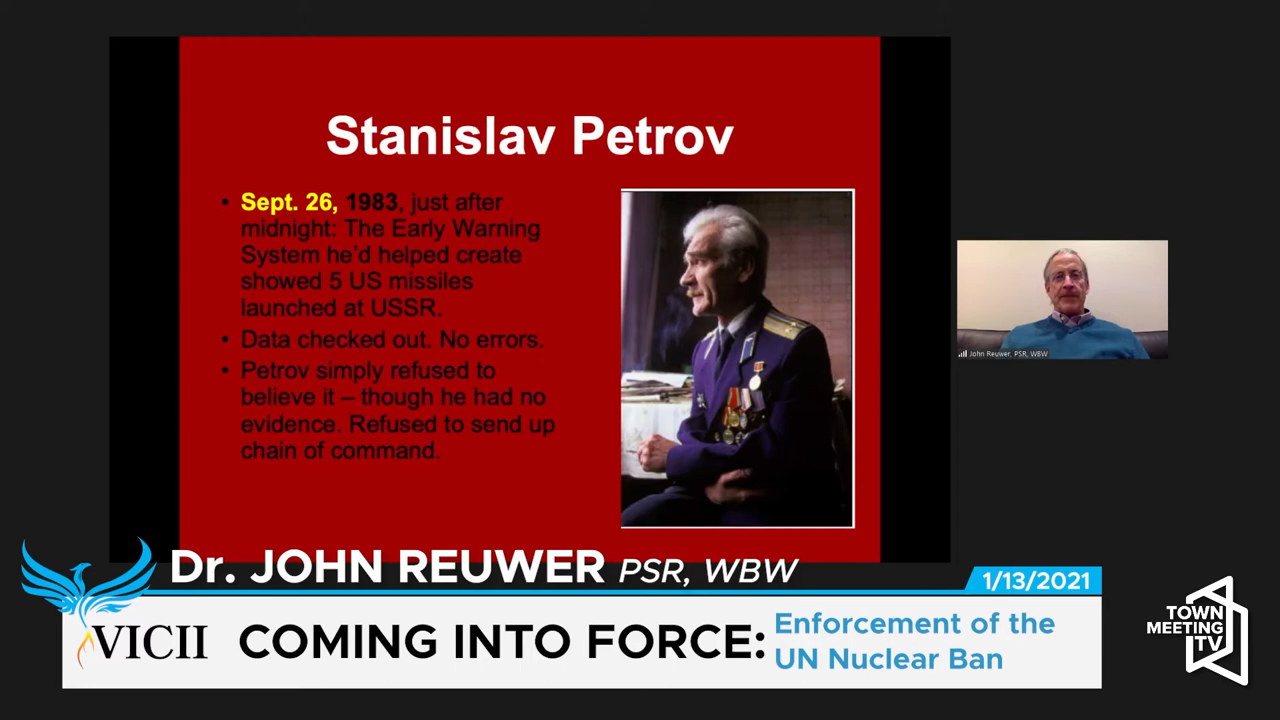 Stanislav Petrov
• Sept. 26, 1983, just after
midnight: The Early Warning
System he'd helped create
showed 5 US missiles
launched at USSR.
• Data checked out. No errors.
• Petrov simply refused to
believe it – though he had no
evidence. Refused to send up
chain of command.
John Reuwer, PSR, WBW
Dr. JOHN REUWER PSR, WBW
1/13/2021
VICII
COMING INTO FORCE:
Enforcement of the
UN Nuclear Ban
TOWN
MEETING
TV